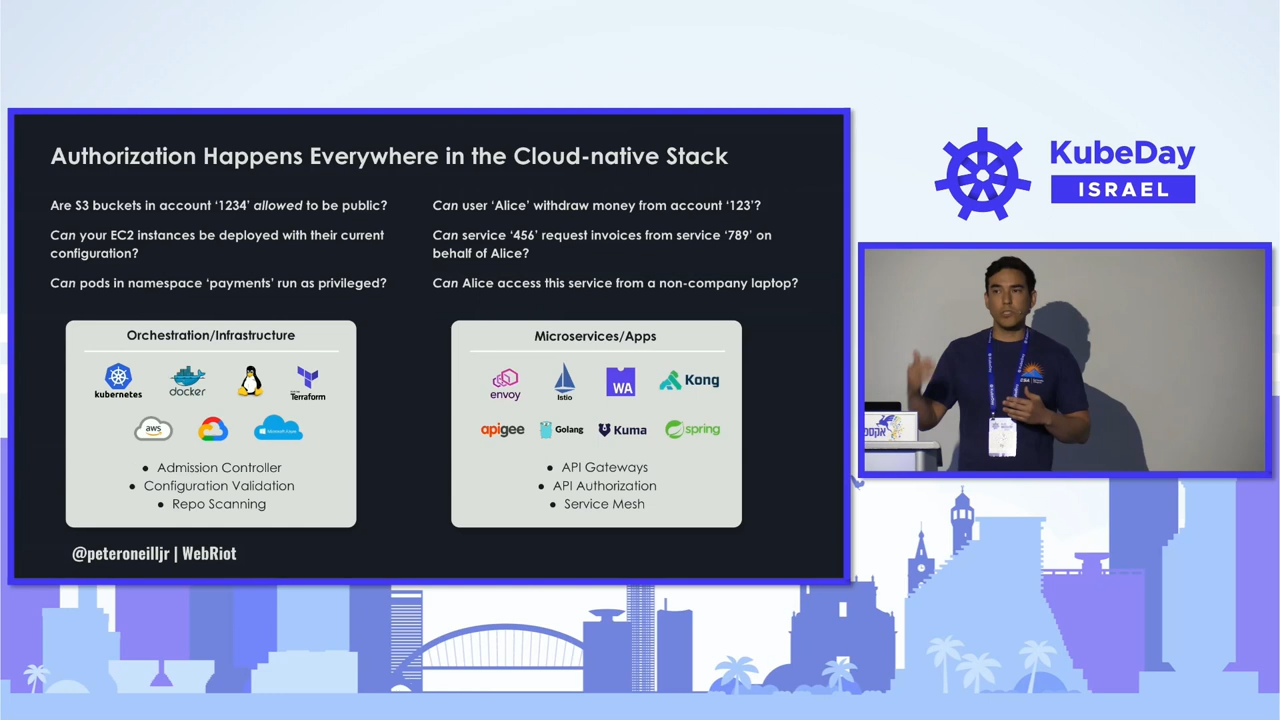 Authorization Happens Everywhere in the Cloud-native Stack
Are S3 buckets in account ‘1234’ allowed to be public?
Can your EC2 instances be deployed with their current
configuration?
Can pods in namespace ‘payments’ run as privileged?
Can user ‘Alice’ withdraw money from account ‘123’?
Can service ‘456’ request invoices from service ‘789’ on
behalf of Alice?
Can Alice access this service from a non-company laptop?
Orchestration/Infrastructure
kubernetes
docker
Terraform
aws
Microsoft Azure
● Admission Controller
● Configuration Validation
● Repo Scanning
Microservices/Apps
envoy
Istio
WA
Kong
apigee
Golang
Kuma
spring
● API Gateways
● API Authorization
● Service Mesh
@peteroneilljr | WebRiot
KubeDay
ISRAEL